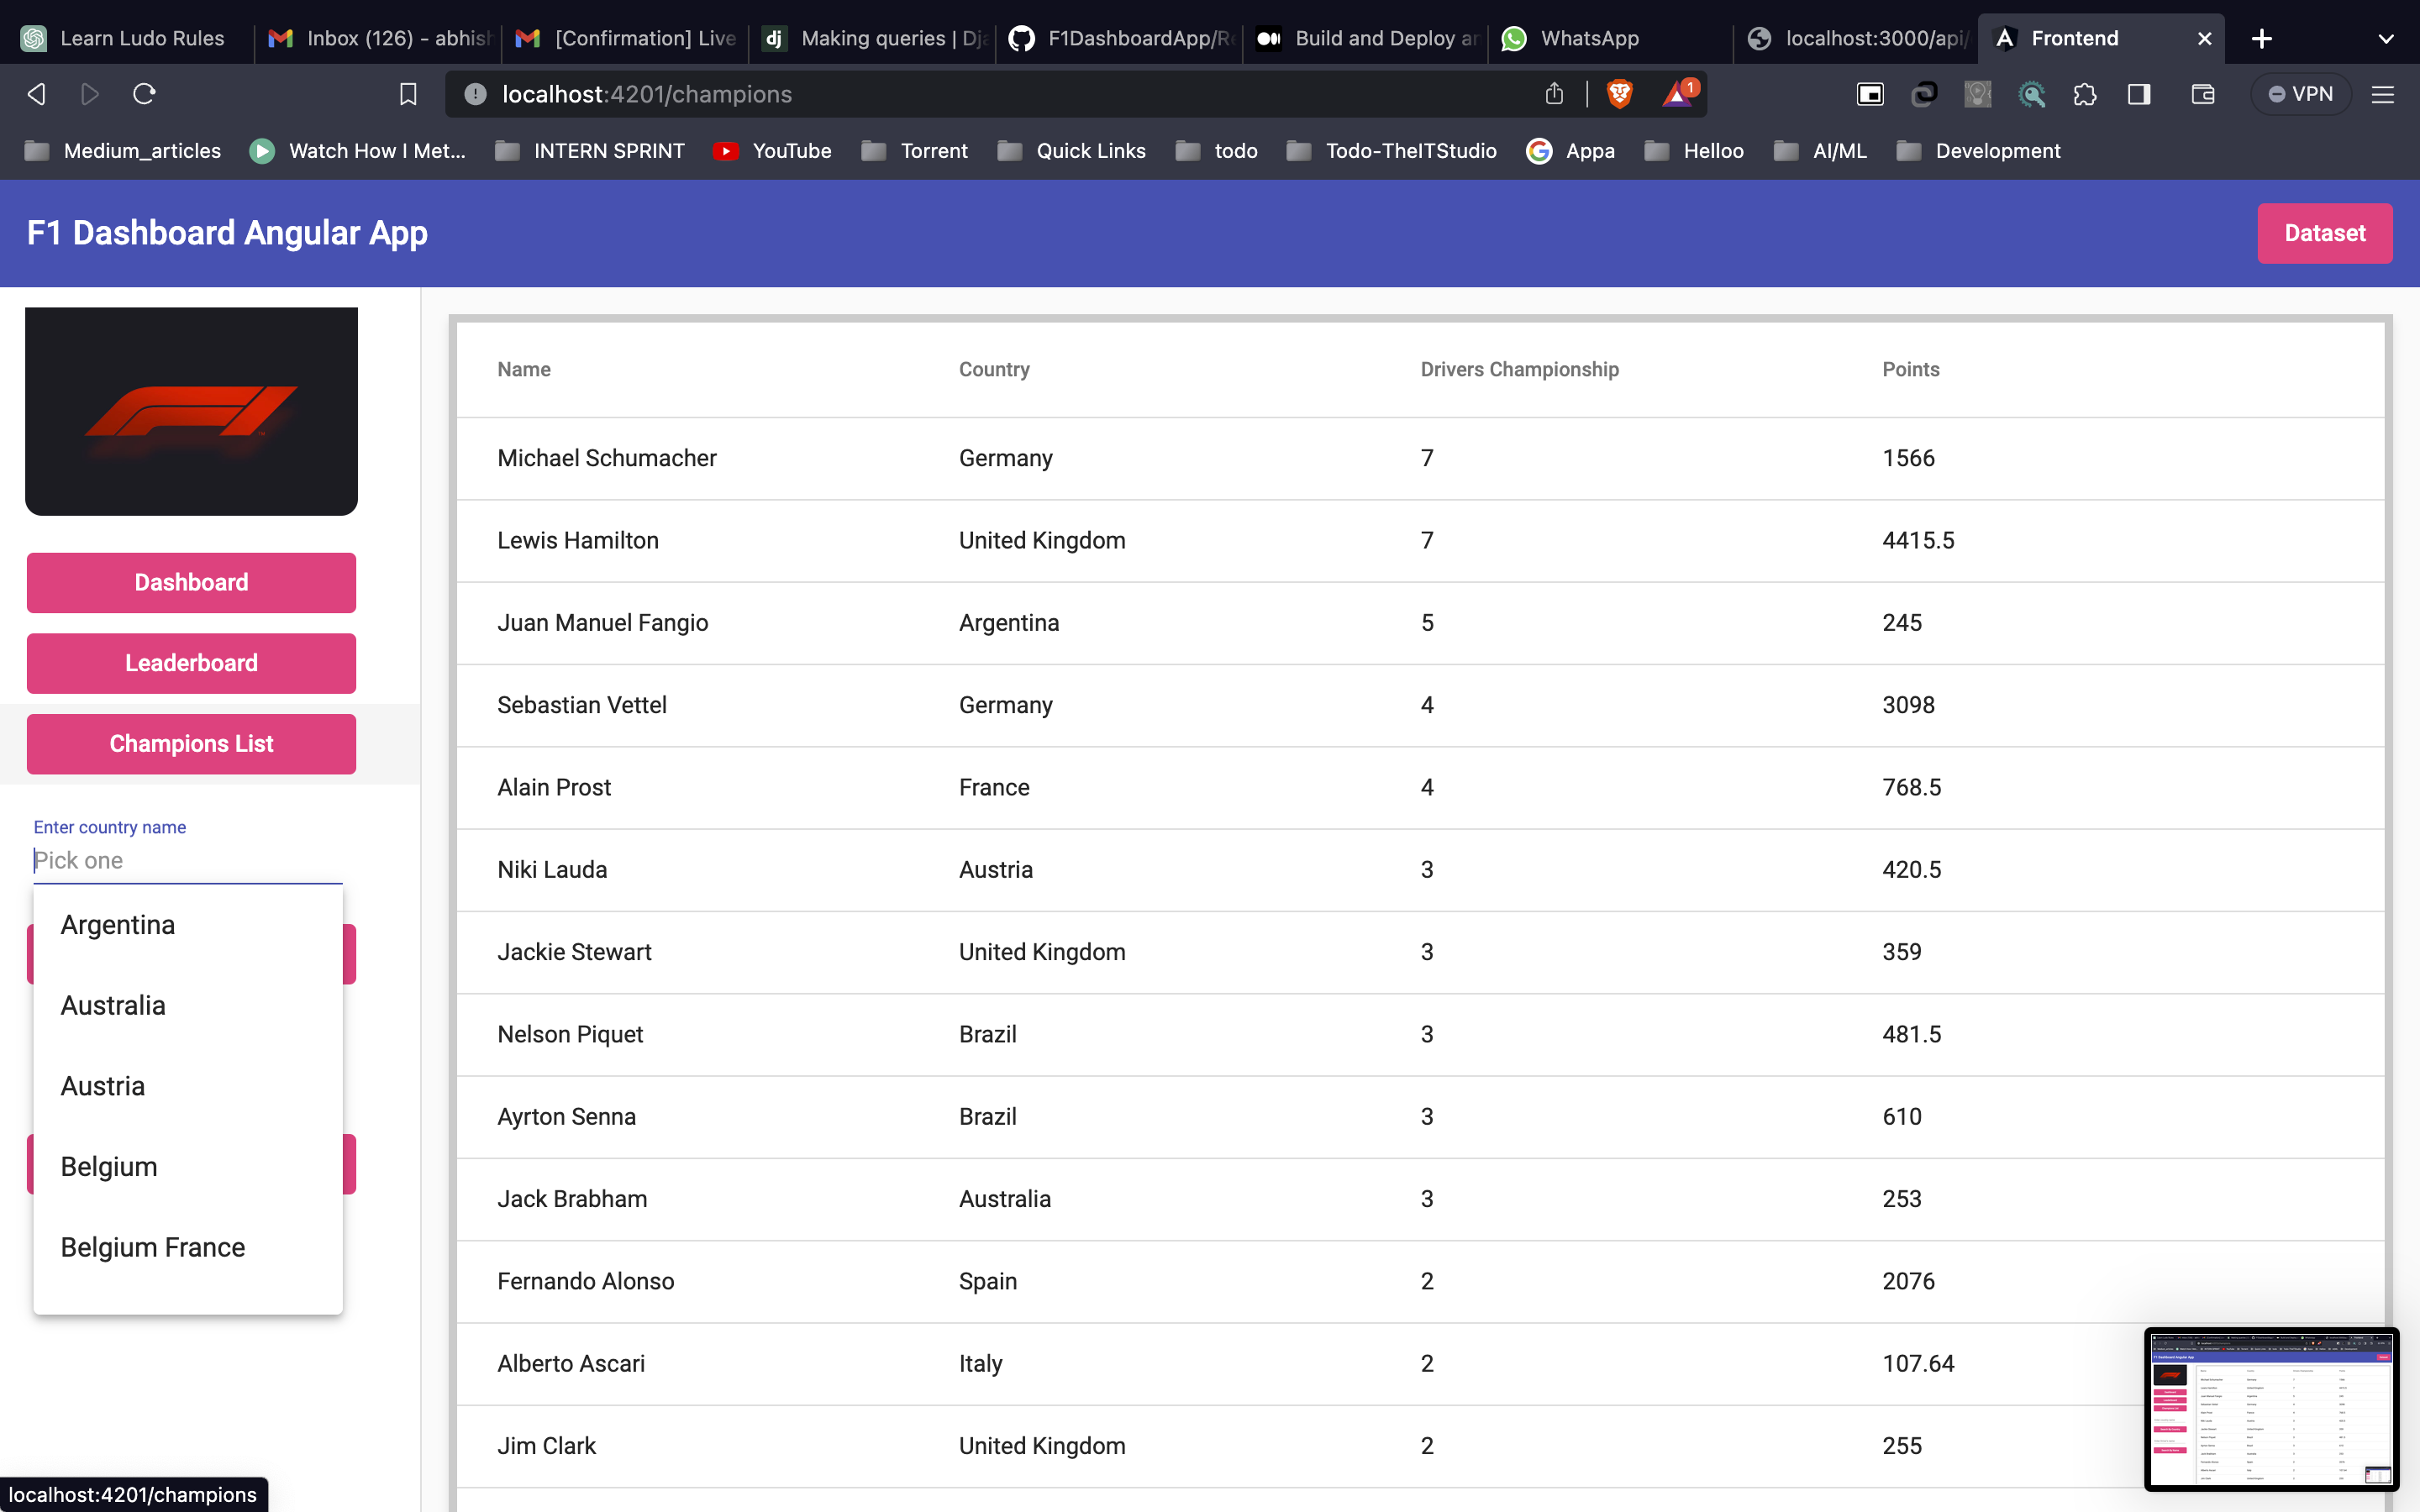 Learn Ludo Rules
Inbox (126) - abhish
[Confirmation] Live
dj Making queries | Dja
F1DashboardApp/Re
Build and Deploy an
WhatsApp
localhost:3000/api/
Frontend
localhost:4201/champions
1
VPN
Medium_articles
Watch How I Met...
INTERN SPRINT
YouTube
Torrent
Quick Links
todo
Todo-TheITStudio
Appa
Helloo
AI/ML
Development
F1 Dashboard Angular App
Dataset
Dashboard
Leaderboard
Champions List
Enter country name
Pick one
Argentina
Australia
Austria
Belgium
Belgium France
Name Country Drivers Championship Points
Michael Schumacher Germany 7 1566
Lewis Hamilton United Kingdom 7 4415.5
Juan Manuel Fangio Argentina 5 245
Sebastian Vettel Germany 4 3098
Alain Prost France 4 768.5
Niki Lauda Austria 3 420.5
Jackie Stewart United Kingdom 3 359
Nelson Piquet Brazil 3 481.5
Ayrton Senna Brazil 3 610
Jack Brabham Australia 3 253
Fernando Alonso Spain 2 2076
Alberto Ascari Italy 2 107.64
Jim Clark United Kingdom 2 255
localhost:4201/champions